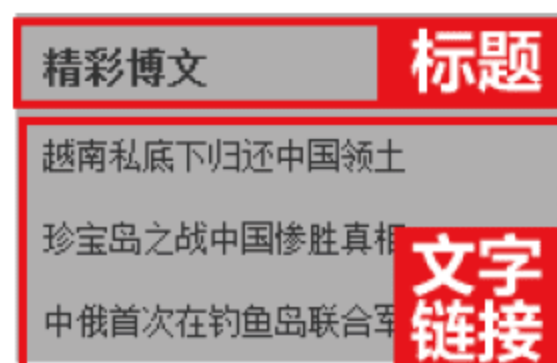 精彩博文
标题
越南私底下归还中国领土
珍宝岛之战中国惨胜真相
中俄首次在钓鱼岛联合军
文字
链接